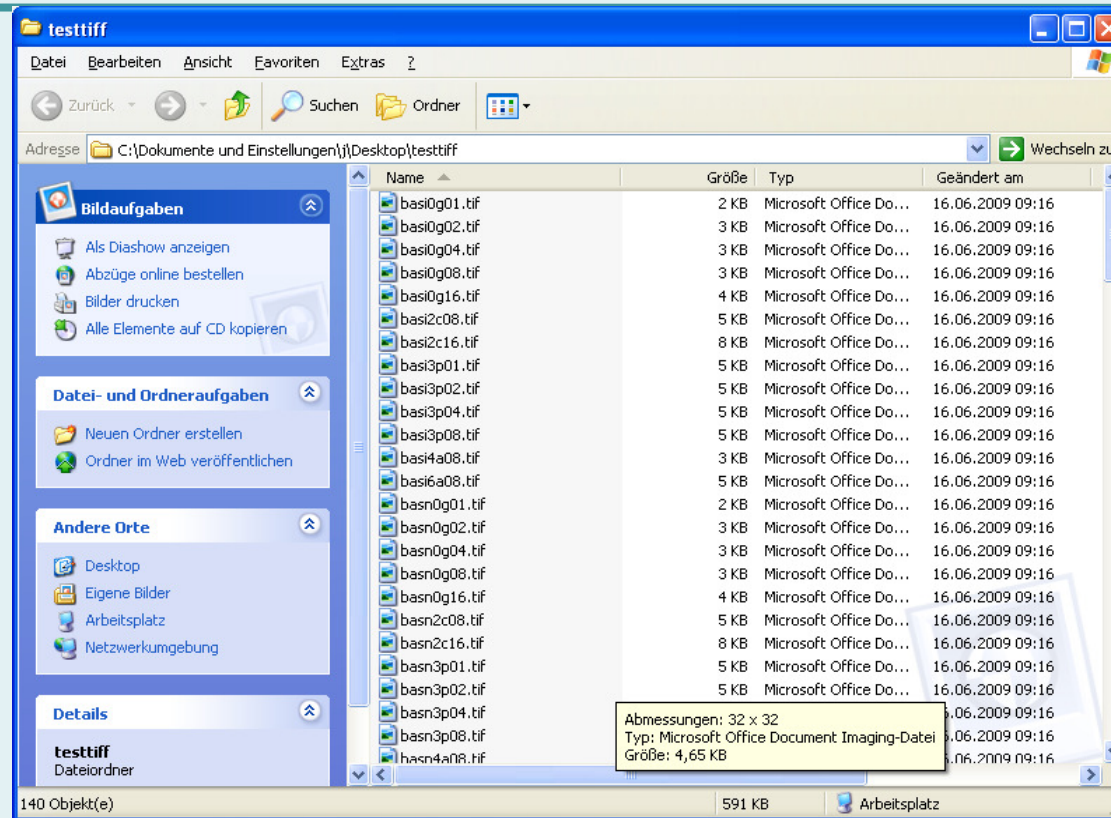 testtiff
Datei Bearbeiten Ansicht Favoriten Extras ?
Zurück Suchen Ordner
Adresse C:\Dokumente und Einstellungen\j\Desktop\testtiff Wechseln zu
Name Größe Typ Geändert am
Bildaufgaben
Als Diashow anzeigen
Abzüge online bestellen
Bilder drucken
Alle Elemente auf CD kopieren
Datei- und Ordneraufgaben
Neuen Ordner erstellen
Ordner im Web veröffentlichen
Andere Orte
Desktop
Eigene Bilder
Arbeitsplatz
Netzwerkumgebung
Details
testtiff
Dateiordner
basi0g01.tif 2 KB Microsoft Office Do... 16.06.2009 09:16
basi0g02.tif 3 KB Microsoft Office Do... 16.06.2009 09:16
basi0g04.tif 3 KB Microsoft Office Do... 16.06.2009 09:16
basi0g08.tif 3 KB Microsoft Office Do... 16.06.2009 09:16
basi0g16.tif 4 KB Microsoft Office Do... 16.06.2009 09:16
basi2c08.tif 5 KB Microsoft Office Do... 16.06.2009 09:16
basi2c16.tif 8 KB Microsoft Office Do... 16.06.2009 09:16
basi3p01.tif 5 KB Microsoft Office Do... 16.06.2009 09:16
basi3p02.tif 5 KB Microsoft Office Do... 16.06.2009 09:16
basi3p04.tif 5 KB Microsoft Office Do... 16.06.2009 09:16
basi3p08.tif 5 KB Microsoft Office Do... 16.06.2009 09:16
basi4a08.tif 3 KB Microsoft Office Do... 16.06.2009 09:16
basi6a08.tif 5 KB Microsoft Office Do... 16.06.2009 09:16
basn0g01.tif 2 KB Microsoft Office Do... 16.06.2009 09:16
basn0g02.tif 3 KB Microsoft Office Do... 16.06.2009 09:16
basn0g04.tif 3 KB Microsoft Office Do... 16.06.2009 09:16
basn0g08.tif 3 KB Microsoft Office Do... 16.06.2009 09:16
basn0g16.tif 4 KB Microsoft Office Do... 16.06.2009 09:16
basn2c08.tif 5 KB Microsoft Office Do... 16.06.2009 09:16
basn2c16.tif 8 KB Microsoft Office Do... 16.06.2009 09:16
basn3p01.tif 5 KB Microsoft Office Do... 16.06.2009 09:16
basn3p02.tif 5 KB Microsoft Office Do... 16.06.2009 09:16
basn3p04.tif .06.2009 09:16
basn3p08.tif .06.2009 09:16
basn4a08.tif .06.2009 09:16
Abmessungen: 32 x 32
Typ: Microsoft Office Document Imaging-Datei
Größe: 4,65 KB
140 Objekt(e) 591 KB Arbeitsplatz